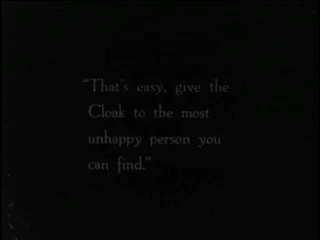 “That's easy, give the
Cloak to the most
unhappy person you
can find.”